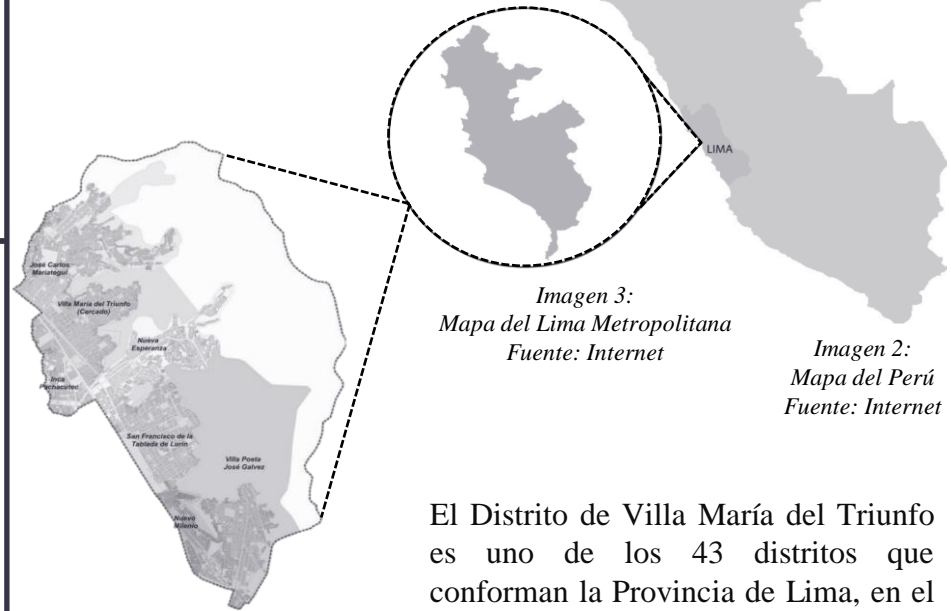 LIMA
José Carlos
Mariategui
Villa María del Triunfo
(Cercado)
Nueva
Esperanza
Inca
Pachacutec
San Francisco de la
Tablada de Lurín
Villa Poeta
José Galvez
Nuevo
Milenio
Imagen 3:
Mapa del Lima Metropolitana
Fuente: Internet
Imagen 2:
Mapa del Perú
Fuente: Internet
El Distrito de Villa María del Triunfo
es uno de los 43 distritos que
conforman la Provincia de Lima, en el